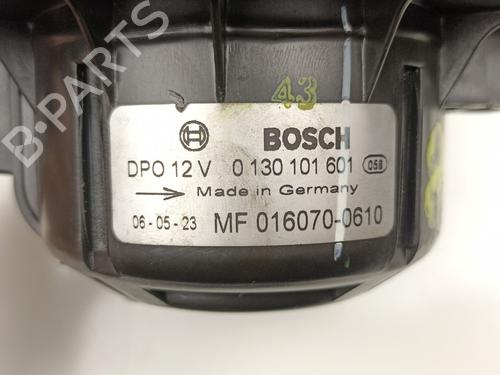 B-PARTS
43
BOSCH
DPO 12 V 0 130 101 601 058
Made in Germany
06-05-23 MF 016070-0610